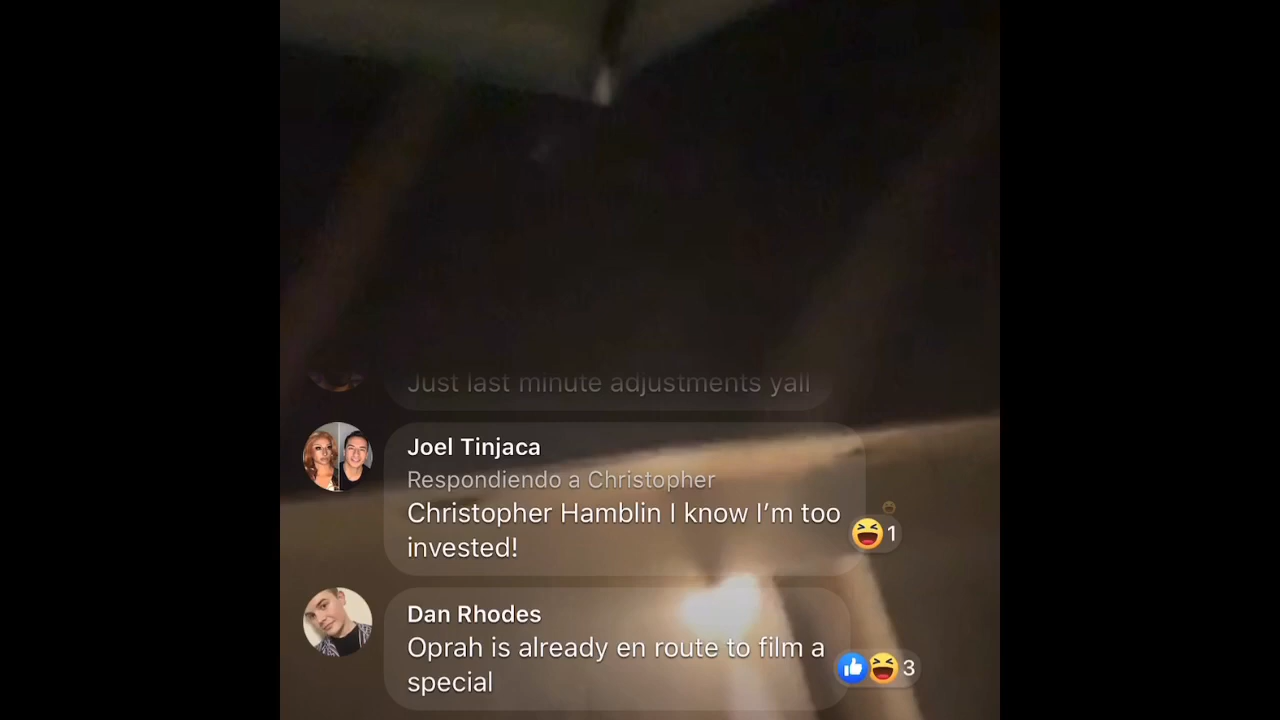 Just last minute adjustments yall
Joel Tinjaca
Respondiendo a Christopher
Christopher Hamblin I know I’m too
invested!
1
Dan Rhodes
Oprah is already en route to film a
special
3